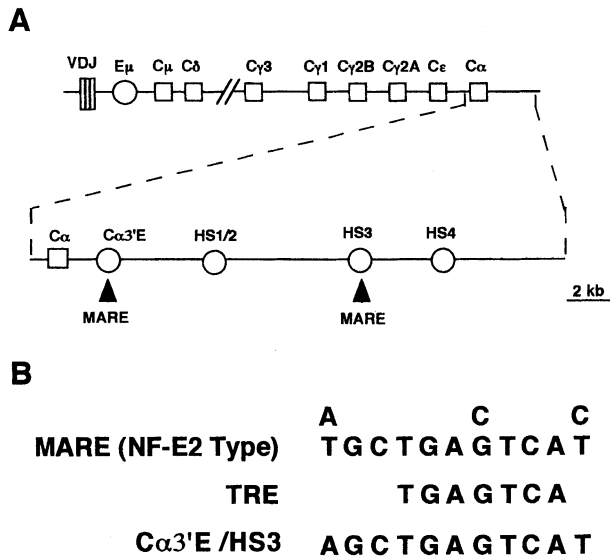 A
VDJ Eμ Cμ Cδ Cγ3 Cγ1 Cγ2B Cγ2A Cε Cα
Cα Cα3'E HS1/2 HS3 HS4
2 kb
MARE MARE
B
A C C
MARE (NF-E2 Type) TGCTGAGTCAT
TRE TGAGTCA
Cα3'E /HS3 AGCTGAGTCAT